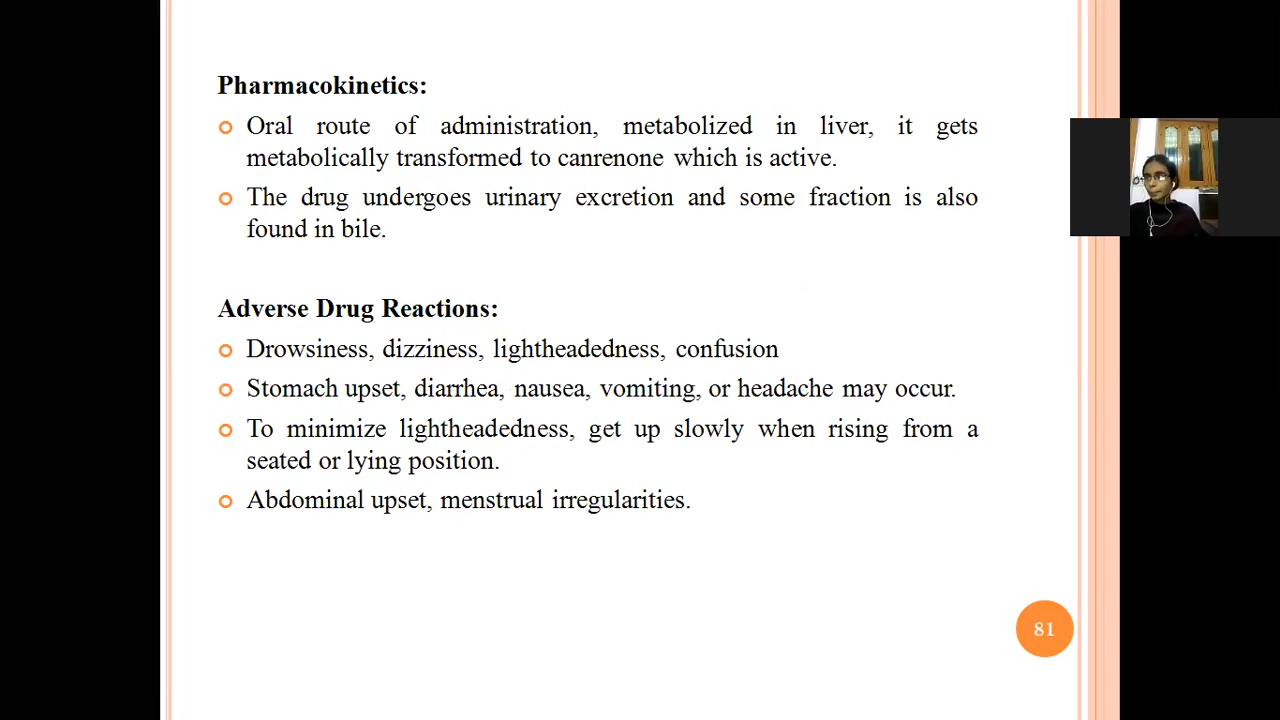 Pharmacokinetics:
Oral route of administration, metabolized in liver, it gets
metabolically transformed to canrenone which is active.
The drug undergoes urinary excretion and some fraction is also
found in bile.
Adverse Drug Reactions:
Drowsiness, dizziness, lightheadedness, confusion
Stomach upset, diarrhea, nausea, vomiting, or headache may occur.
To minimize lightheadedness, get up slowly when rising from a
seated or lying position.
Abdominal upset, menstrual irregularities.
81